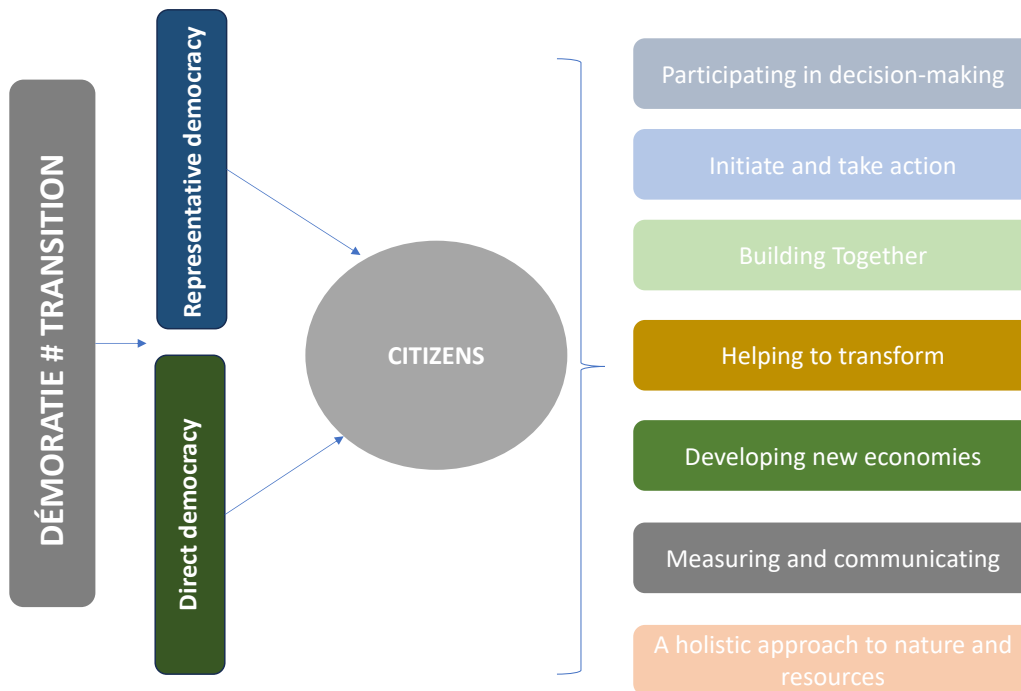 DÉMORATIE # TRANSITION
Representative democracy
Direct democracy
CITIZENS
Participating in decision-making
Initiate and take action
Building Together
Helping to transform
Developing new economies
Measuring and communicating
A holistic approach to nature and
resources